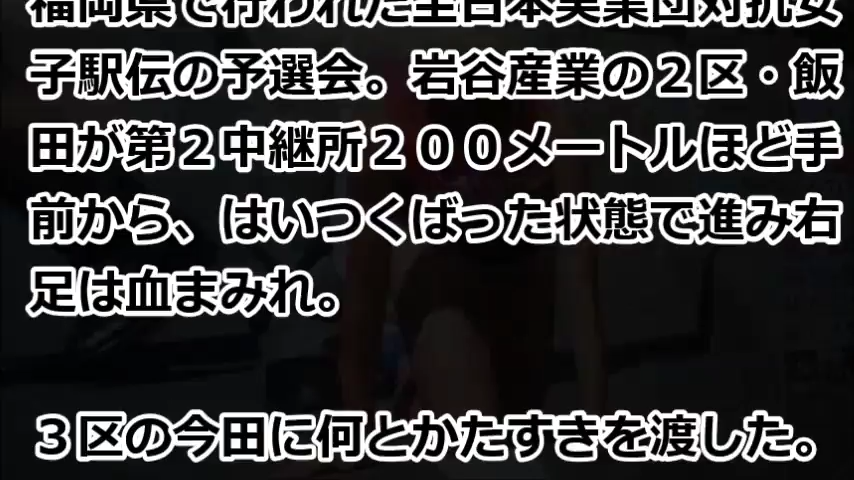 福岡県で行われた全日本実業団対抗女
子駅伝の予選会。岩谷産業の２区・飯
田が第２中継所２００メートルほど手
前から、はいつくばった状態で進み右
足は血まみれ。
３区の今田に何とかたすきを渡した。